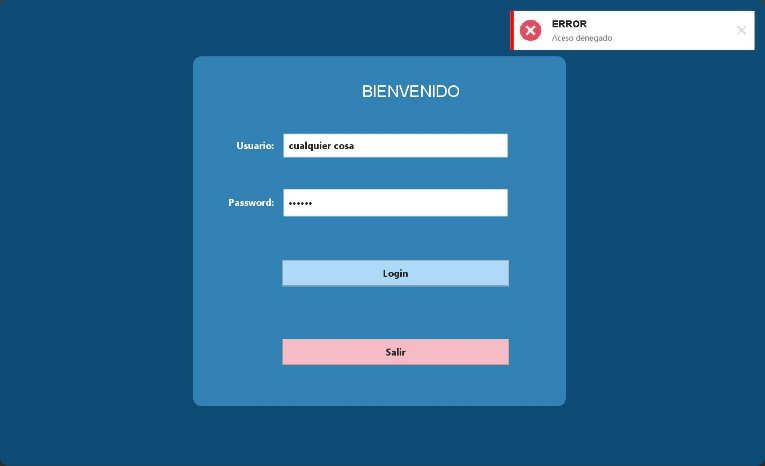 ERROR
Aceso denegado
BIENVENIDO
Usuario: cualquier cosa
Password: ••••••
Login
Salir